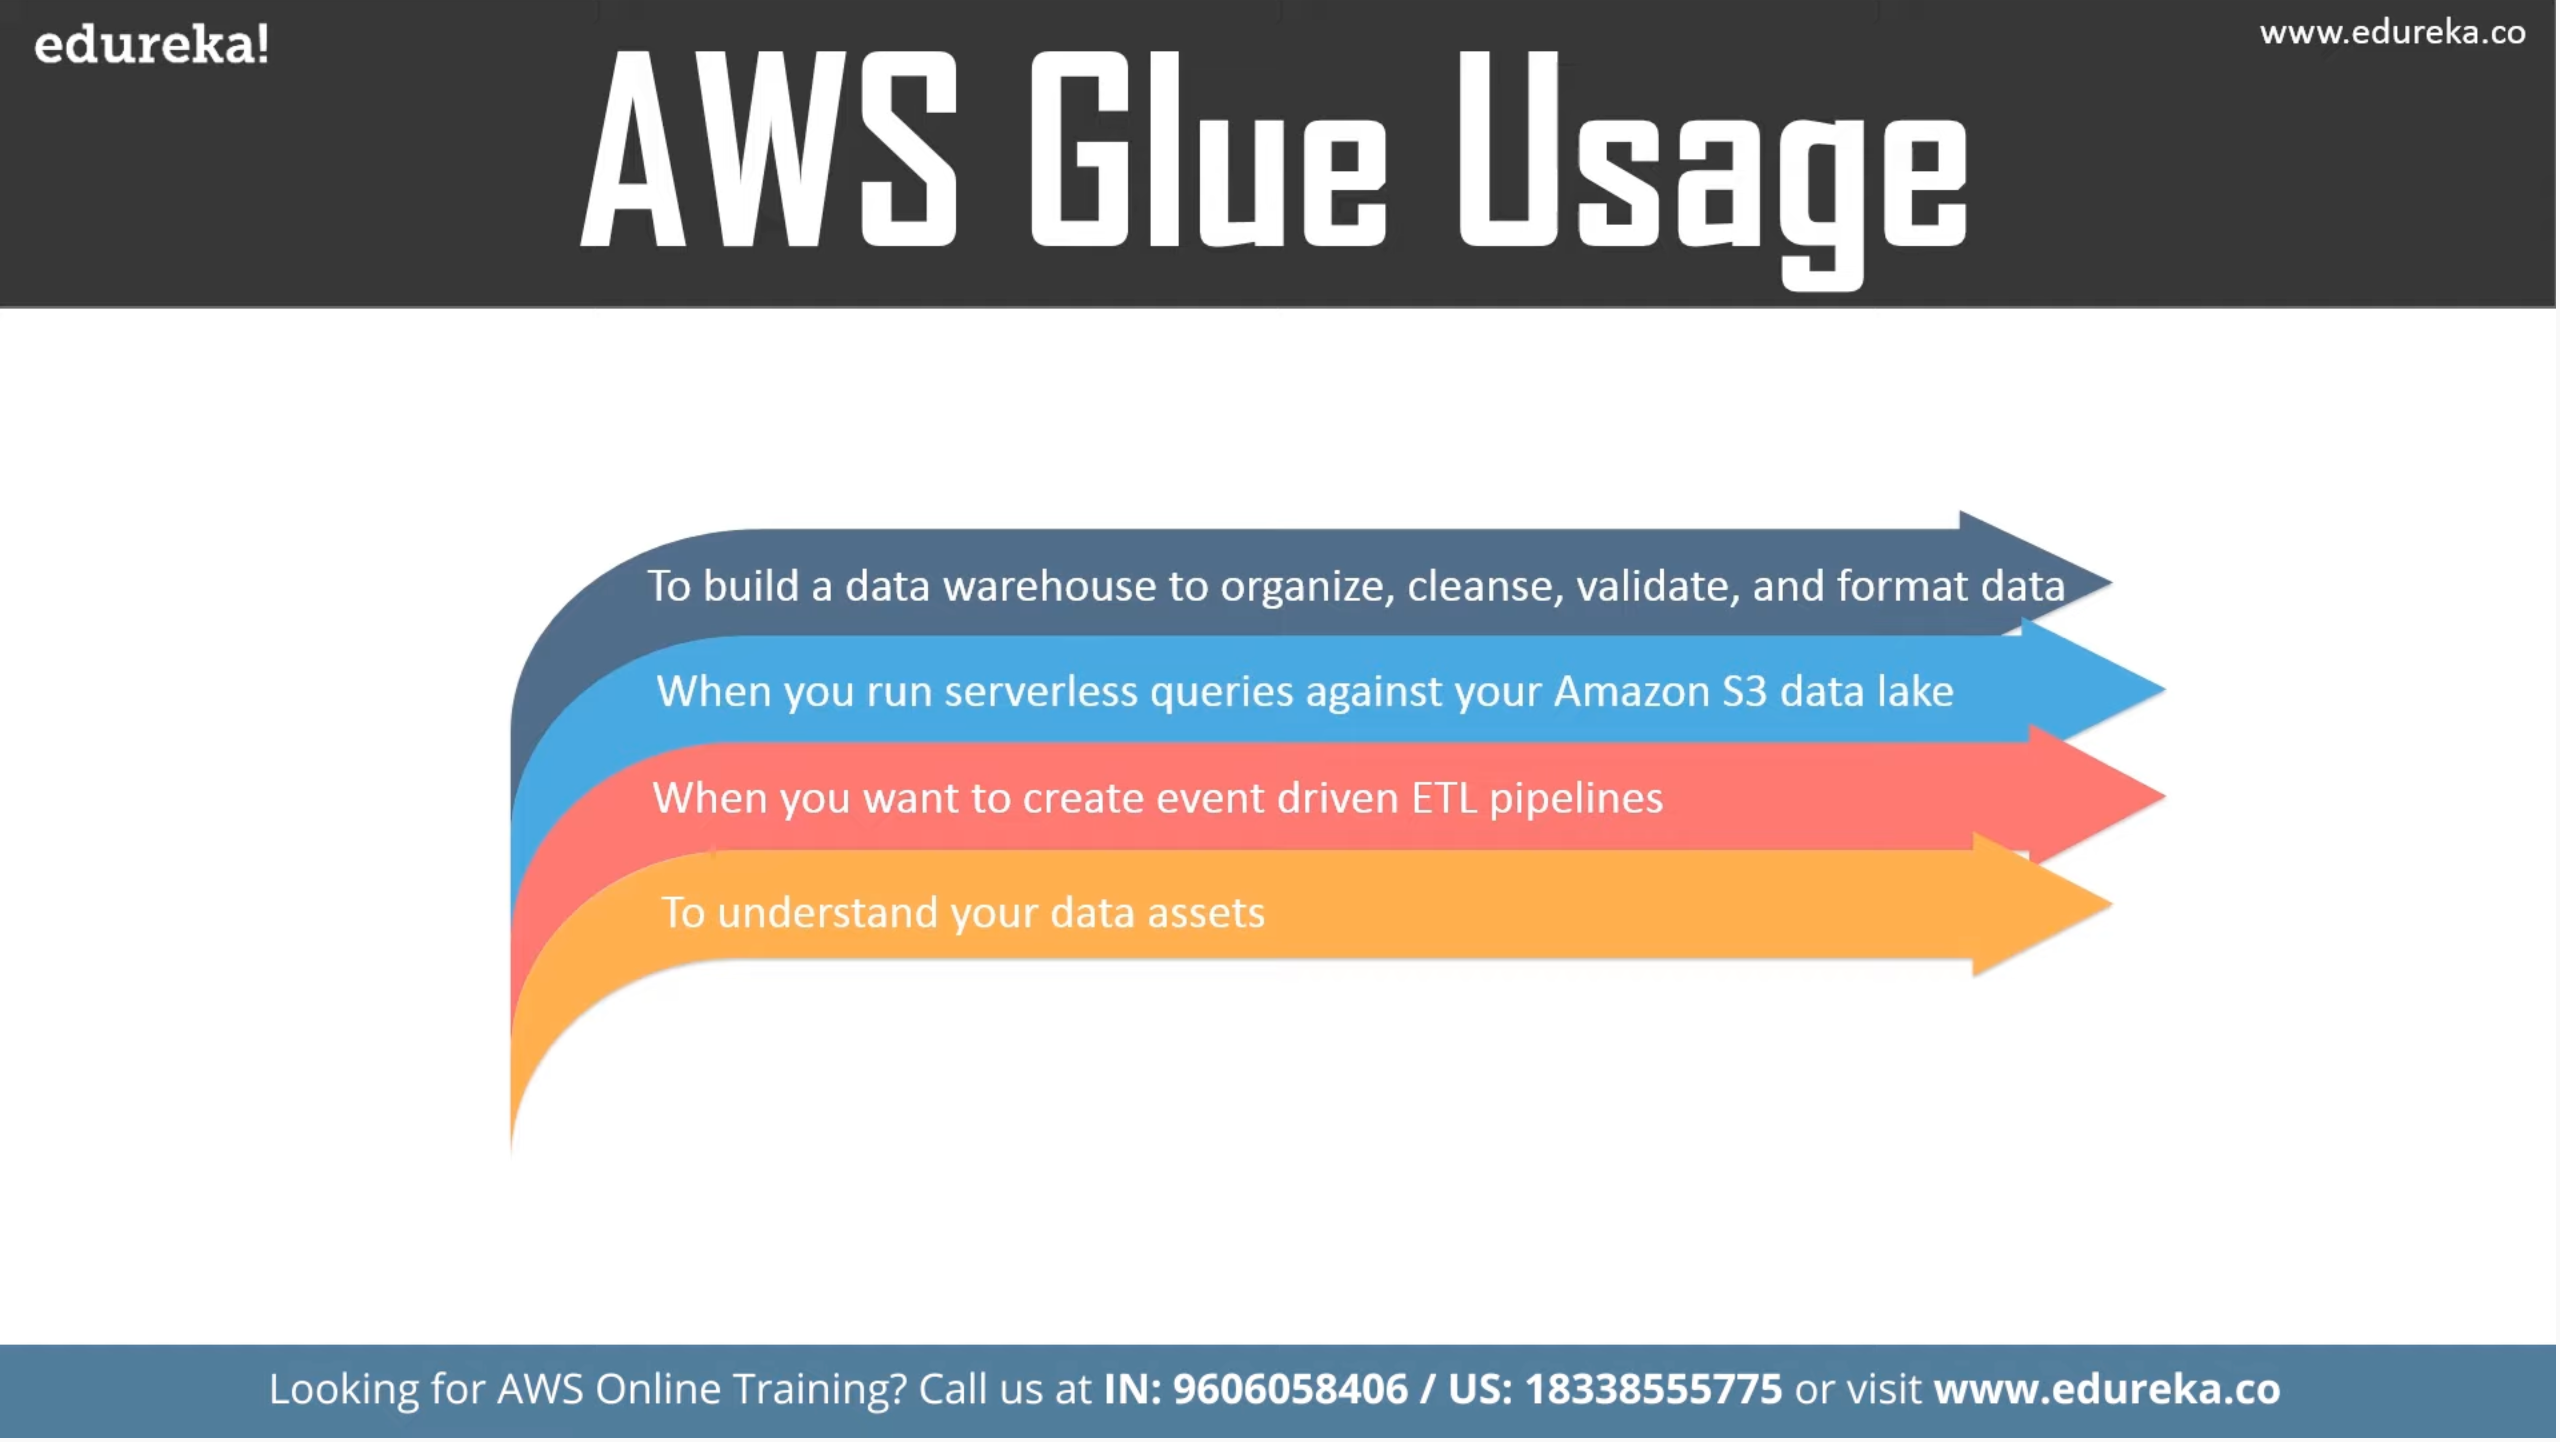 edureka!
www.edureka.co
AWS Glue Usage
To build a data warehouse to organize, cleanse, validate, and format data
When you run serverless queries against your Amazon S3 data lake
When you want to create event driven ETL pipelines
To understand your data assets
Looking for AWS Online Training? Call us at IN: 9606058406 / US: 18338555775 or visit www.edureka.co